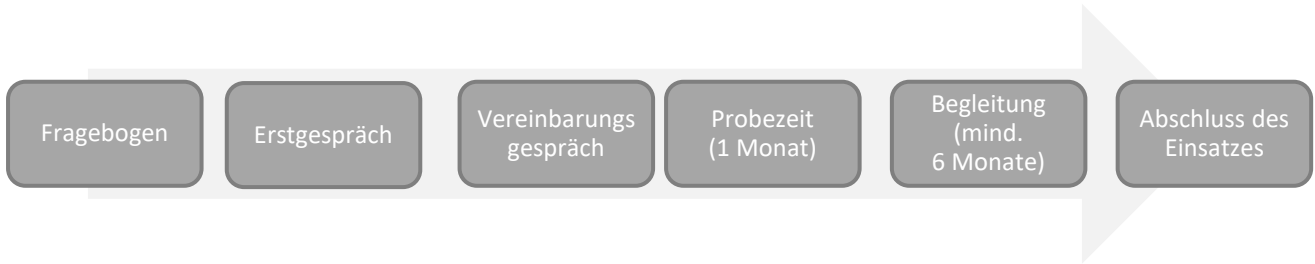 Fragebogen
Erstgespräch
Vereinbarungs
gespräch
Probezeit
(1 Monat)
Begleitung
(mind.
6 Monate)
Abschluss des
Einsatzes